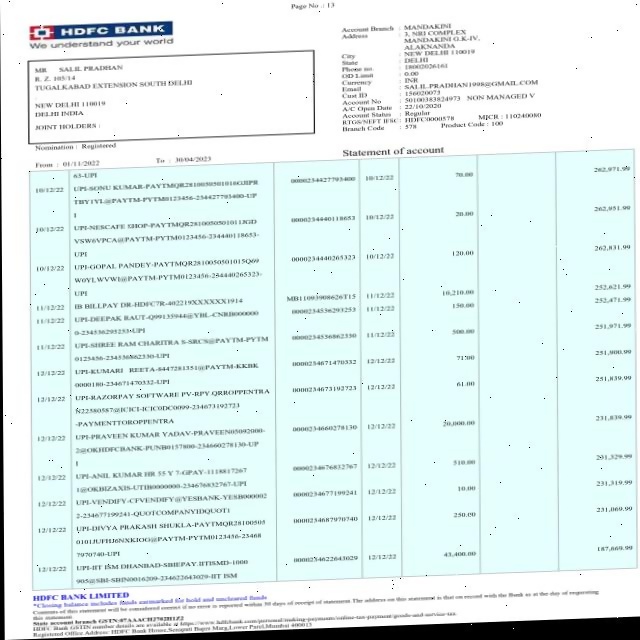 Page No .: 13
HDFC BANK
We understand your world
MR SALIL PRADHAN
R. Z. 105/14
TUGALKABAD EXTENSION SOUTH DELHI
NEW DELHI 110019
DELHI INDIA
JOINT HOLDERS :
Nomination : Registered
From : 01/11/2022 To : 30/04/2023
Account Branch : MANDAKINI
Address : 3, NRI COMPLEX
MANDAKINI G.K-IV,
ALAKNANDA
City : NEW DELHI 110019
State : DELHI
Phone no. : 18002026161
OD Limit : 0.00
Currency : INR
Email : SALIL.PRADHAN1998@GMAIL.COM
Cust ID : 156020073
Account No : 50100383824973 NON MANAGED V
A/C Open Date : 22/10/2020
Account Status : Regular
RTGS/NEFT IFSC : HDFC0000578 MICR : 110240080
Branch Code : 578 Product Code : 100
Statement of account
63-UPI
10/12/22 UPI-SONU KUMAR-PAYTMQR2810050501016GJIPR 0000234427793400 10/12/22 70.00 262,971.99
TBY1YL@PAYTM-PYTM0123456-234427793400-UP
I
10/12/22 UPI-NESCAFE SHOP-PAYTMQR2810050501011JGD 0000234440118653 10/12/22 20.00 262,951.99
VSW6VPCA@PAYTM-PYTM0123456-234440118653-
UPI
10/12/22 UPI-GOPAL PANDEY-PAYTMQR2810050501015Q69 0000234440265323 10/12/22 120.00 262,831.99
W0YLWVWI@PAYTM-PYTM0123456-234440265323-
UPI
11/12/22 IB BILLPAY DR-HDFC7R-402219XXXXXX1914 MB11093908626T15 11/12/22 10,210.00 252,621.99
11/12/22 UPI-DEEPAK RAUT-Q99135944@YBL-CNRB000000 0000234536293253 11/12/22 150.00 252,471.99
0-234536293253-UPI
11/12/22 UPI-SHREE RAM CHARITRA S-SRCS@PAYTM-PYTM 0000234536862330 11/12/22 500.00 251,971.99
0123456-234536862330-UPI
12/12/22 UPI-KUMARI REETA-8447281351@PAYTM-KKBK 0000234671470332 12/12/22 71.00 251,900.99
0000180-234671470332-UPI
12/12/22 UPI-RAZORPAY SOFTWARE PV-RPY.QRROPPENTRA 0000234673192723 12/12/22 61.00 251,839.99
N22580587@ICICI-ICIC0DC0099-234673192723
-PAYMENTTOROPPENTRA
12/12/22 UPI-PRAVEEN KUMAR YADAV-PRAVEEN05092000- 0000234660278130 12/12/22 20,000.00 231,839.99
2@OKHDFCBANK-PUNB0157800-234660278130-UP
I
12/12/22 UPI-ANIL KUMAR HR 55 Y 7-GPAY-1118817267 0000234676832767 12/12/22 510.00 231,329.99
1@OKBIZAXIS-UTIB0000000-234676832767-UPI
12/12/22 UPI-VENDIFY-CFVENDIFY@YESBANK-YESB000002 0000234677199241 12/12/22 10.00 231,319.99
2-234677199241-QUOTCOMPANYIDQUOT1
12/12/22 UPI-DIVYA PRAKASH SHUKLA-PAYTMQR28100505 0000234687970740 12/12/22 250.00 231,069.99
0101JUFHJ6NXKIOG@PAYTM-PYTM0123456-23468
7970740-UPI
12/12/22 UPI-IIT ISM DHANBAD-SBIEPAY.IITISMD-1000 0000234622643029 12/12/22 43,400.00 187,669.99
905@SBI-SBIN0016209-234622643029-IIT ISM
HDFC BANK LIMITED
*Closing balance includes funds earmarked for hold and uncleared funds
Contents of this statement will be considered correct if no error is reported within 30 days of receipt of statement.The address on this statement is that on record with the Bank as at the day of requesting
this statement.
State account branch GSTN:07AAACH2702H1Z2
HDFC Bank GSTIN number details are available at https://www.hdfcbank.com/personal/making-payments/online-tax-payment/goods-and-service-tax.
Registered Office Address: HDFC Bank House,Senapati Bapat Marg,Lower Parel,Mumbai 400013